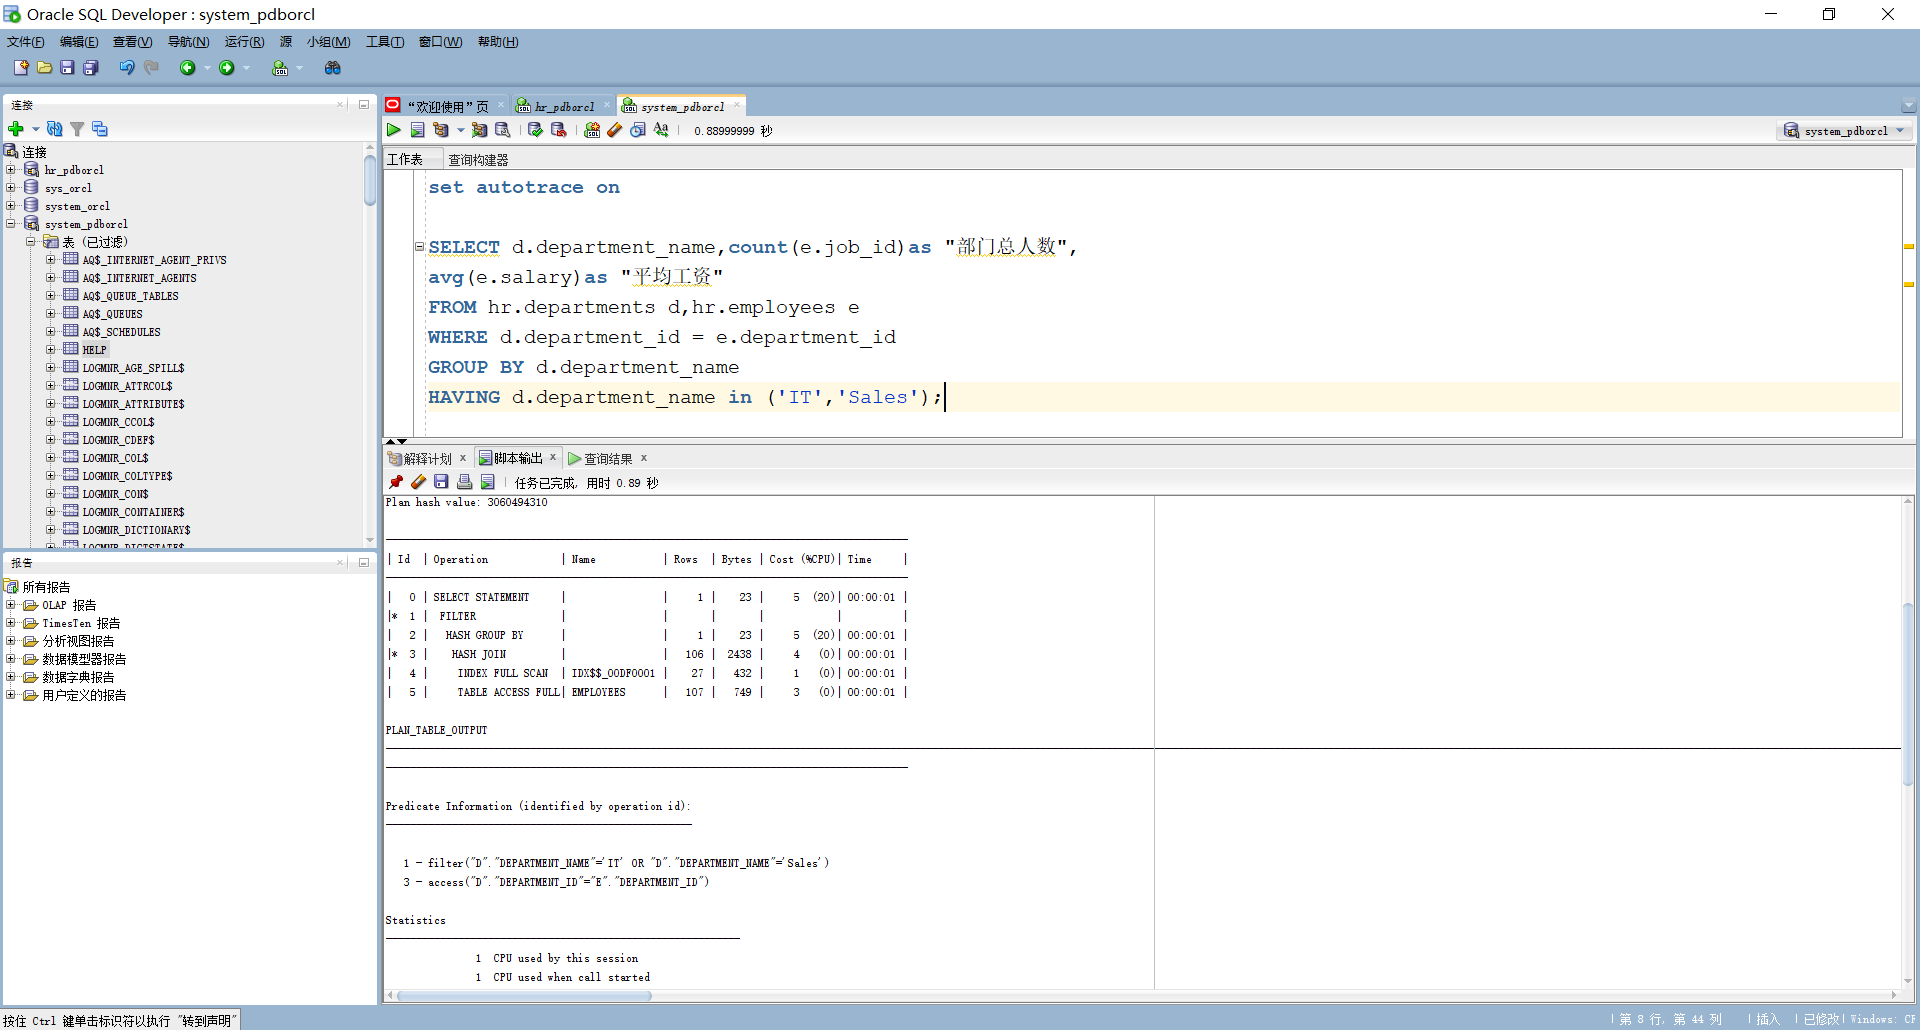 Oracle SQL Developer : system_pdborcl
文件(F) 编辑(E) 查看(V) 导航(N) 运行(R) 源 小组(M) 工具(T) 窗口(W) 帮助(H)
连接
连接
hr_pdborcl
sys_orcl
system_orcl
system_pdborcl
表 (已过滤)
AQ$_INTERNET_AGENT_PRIVS
AQ$_INTERNET_AGENTS
AQ$_QUEUE_TABLES
AQ$_QUEUES
AQ$_SCHEDULES
HELP
LOGMNR_AGE_SPILL$
LOGMNR_ATTRCOL$
LOGMNR_ATTRIBUTE$
LOGMNR_CCOL$
LOGMNR_CDEF$
LOGMNR_COL$
LOGMNR_COLTYPE$
LOGMNR_CON$
LOGMNR_CONTAINER$
LOGMNR_DICTIONARY$
LOGMNR_DICTSTATE$
报告
所有报告
OLAP 报告
TimesTen 报告
分析视图报告
数据模型器报告
数据字典报告
用户定义的报告
“欢迎使用”页 hr_pdborcl system_pdborcl
0.88999999 秒
system_pdborcl
工作表 查询构建器
set autotrace on
SELECT d.department_name,count(e.job_id)as "部门总人数",
avg(e.salary)as "平均工资"
FROM hr.departments d,hr.employees e
WHERE d.department_id = e.department_id
GROUP BY d.department_name
HAVING d.department_name in ('IT','Sales');
解释计划 x 脚本输出 x 查询结果 x
任务已完成, 用时 0.89 秒
Plan hash value: 3060494310
| Id | Operation | Name | Rows | Bytes | Cost (%CPU)| Time |
| 0 | SELECT STATEMENT | | 1 | 23 | 5 (20)| 00:00:01 |
|* 1 | FILTER | | | | | |
| 2 | HASH GROUP BY | | 1 | 23 | 5 (20)| 00:00:01 |
|* 3 | HASH JOIN | | 106 | 2438 | 4 (0)| 00:00:01 |
| 4 | INDEX FULL SCAN | IDX$$_00DF0001 | 27 | 432 | 1 (0)| 00:00:01 |
| 5 | TABLE ACCESS FULL| EMPLOYEES | 107 | 749 | 3 (0)| 00:00:01 |
PLAN_TABLE_OUTPUT
Predicate Information (identified by operation id):
1 - filter("D"."DEPARTMENT_NAME"='IT' OR "D"."DEPARTMENT_NAME"='Sales')
3 - access("D"."DEPARTMENT_ID"="E"."DEPARTMENT_ID")
Statistics
1 CPU used by this session
1 CPU used when call started
按住 Ctrl 键单击标识符以执行 "转到声明"
| 第 8 行, 第 44 列 | 插入 | 已修改| Windows: CF